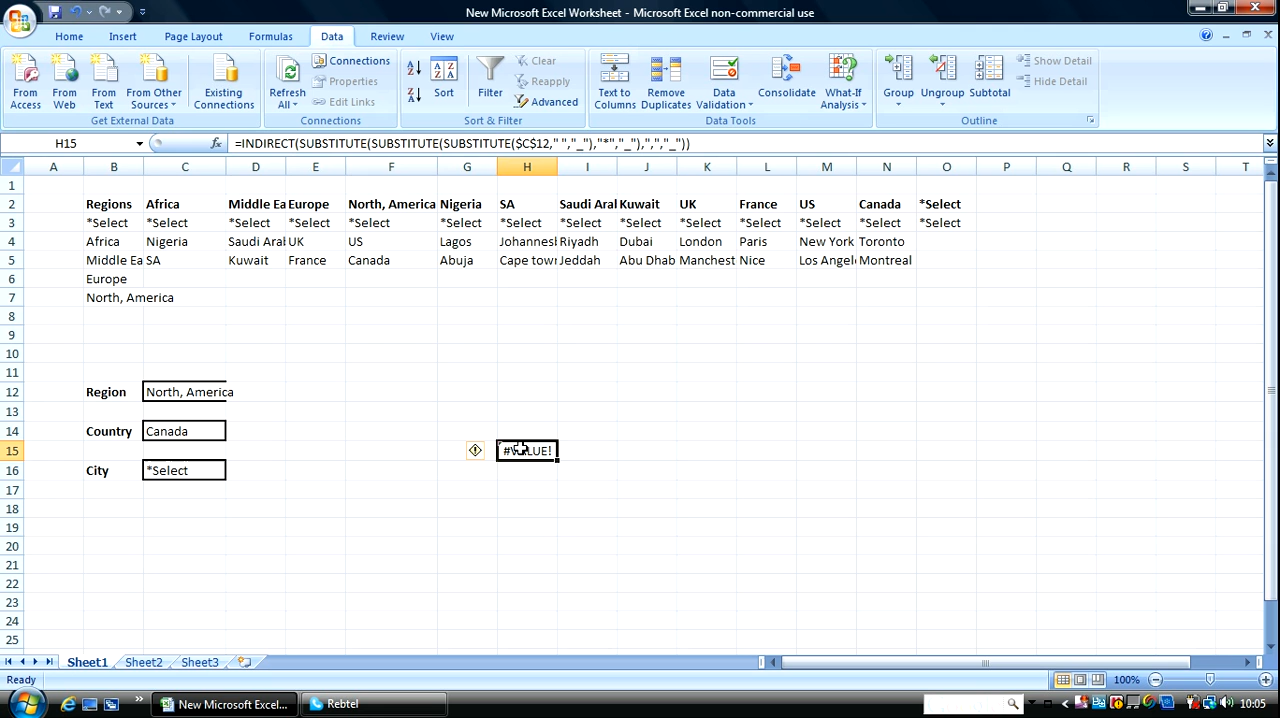 New Microsoft Excel Worksheet - Microsoft Excel non-commercial use
Home Insert Page Layout Formulas Data Review View
From Access From Web From Text From Other Sources Existing Connections Refresh All Connections Properties Edit Links Sort Filter Clear Reapply Advanced Text to Columns Remove Duplicates Data Validation Consolidate What-If Analysis Group Ungroup Subtotal Show Detail Hide Detail
Get External Data Connections Sort & Filter Data Tools Outline
H15 fx =INDIRECT(SUBSTITUTE(SUBSTITUTE(SUBSTITUTE($C$12," ","_"),"*","_"),",","_"))
A B C D E F G H I J K L M N O P Q R S T
1
2 Regions Africa Middle Ea Europe North, America Nigeria SA Saudi Aral Kuwait UK France US Canada *Select
3 *Select *Select *Select *Select *Select *Select *Select *Select *Select *Select *Select *Select *Select *Select
4 Africa Nigeria Saudi Aral UK US Lagos Johannesl Riyadh Dubai London Paris New York Toronto
5 Middle Ea SA Kuwait France Canada Abuja Cape town Jeddah Abu Dhab Manchest Nice Los Angel Montreal
6 Europe
7 North, America
8
9
10
11
12 Region North, America
13
14 Country Canada
15 #VALUE!
16 City *Select
17
18
19
20
21
22
23
24
25
Sheet1 Sheet2 Sheet3
Ready 100%
New Microsoft Excel... Rebtel 10:05